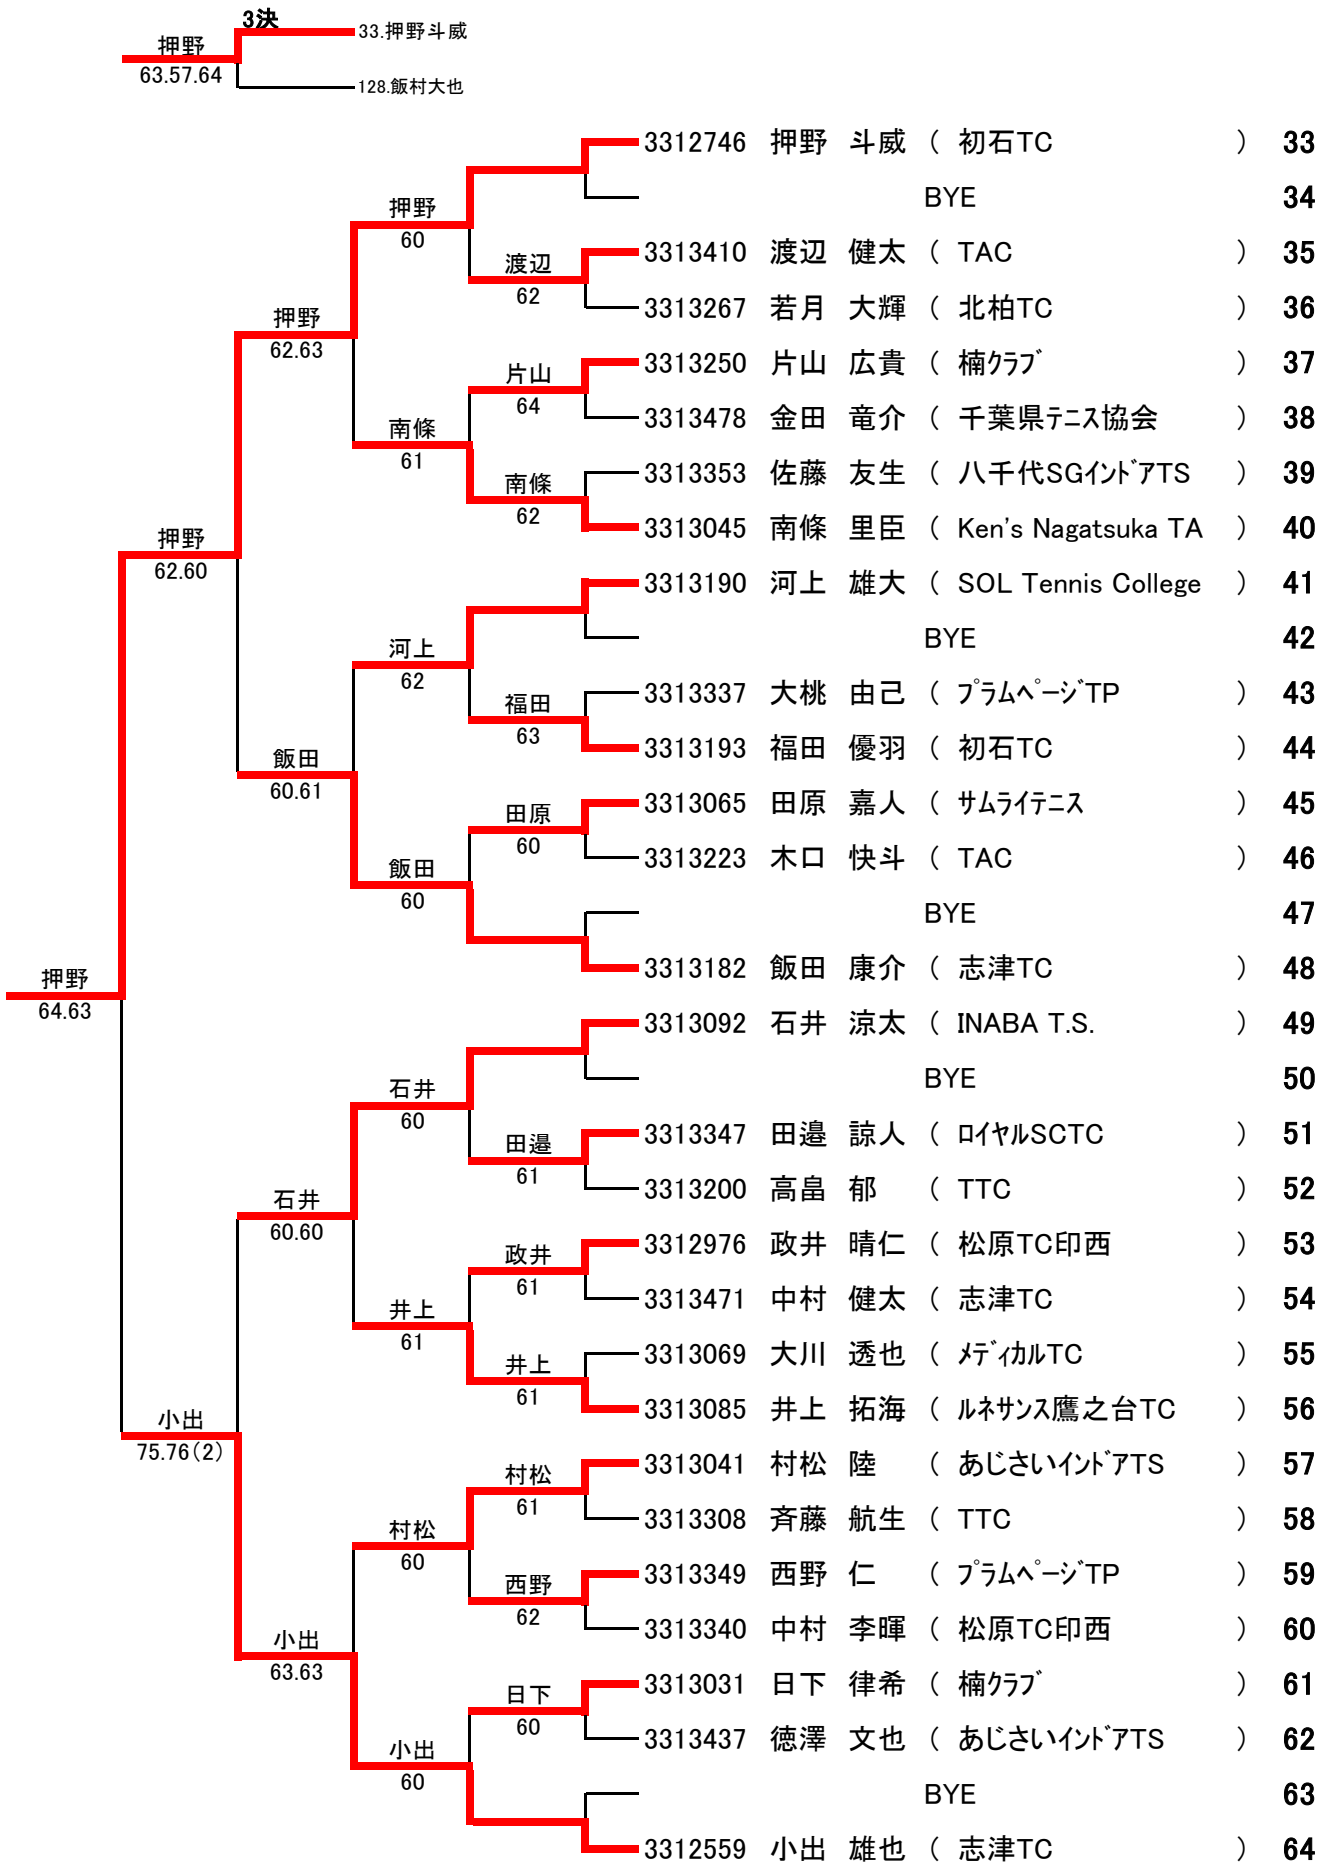 3決
押野
33.押野斗威
63.57.64
128.飯村大也
3312746 押野 斗威 ( 初石TC ) 33
BYE 34
押野
60
3313410 渡辺 健太 ( TAC ) 35
渡辺
62
3313267 若月 大輝 ( 北柏TC ) 36
押野
62.63
3313250 片山 広貴 ( 楠クラブ ) 37
片山
64
3313478 金田 竜介 ( 千葉県テニス協会 ) 38
南條
61
3313353 佐藤 友生 ( 八千代SGインドアTS ) 39
南條
62
3313045 南條 里臣 ( Ken's Nagatsuka TA ) 40
押野
62.60
3313190 河上 雄大 ( SOL Tennis College ) 41
BYE 42
河上
62
3313337 大桃 由己 ( プラムページTP ) 43
福田
63
3313193 福田 優羽 ( 初石TC ) 44
飯田
60.61
3313065 田原 嘉人 ( サムライテニス ) 45
田原
60
3313223 木口 快斗 ( TAC ) 46
飯田
60
BYE 47
3313182 飯田 康介 ( 志津TC ) 48
押野
64.63
3313092 石井 涼太 ( INABA T.S. ) 49
BYE 50
石井
60
3313347 田邉 諒人 ( ロイヤルSCTC ) 51
田邉
61
3313200 高畠 郁 ( TTC ) 52
石井
60.60
3312976 政井 晴仁 ( 松原TC印西 ) 53
政井
61
3313471 中村 健太 ( 志津TC ) 54
井上
61
3313069 大川 透也 ( メディカルTC ) 55
井上
61
3313085 井上 拓海 ( ルネサンス鷹之台TC ) 56
小出
75.76(2)
3313041 村松 陸 ( あじさいインドアTS ) 57
村松
61
3313308 斉藤 航生 ( TTC ) 58
村松
60
3313349 西野 仁 ( プラムページTP ) 59
西野
62
3313340 中村 李暉 ( 松原TC印西 ) 60
小出
63.63
3313031 日下 律希 ( 楠クラブ ) 61
日下
60
3313437 徳澤 文也 ( あじさいインドアTS ) 62
小出
60
BYE 63
3312559 小出 雄也 ( 志津TC ) 64